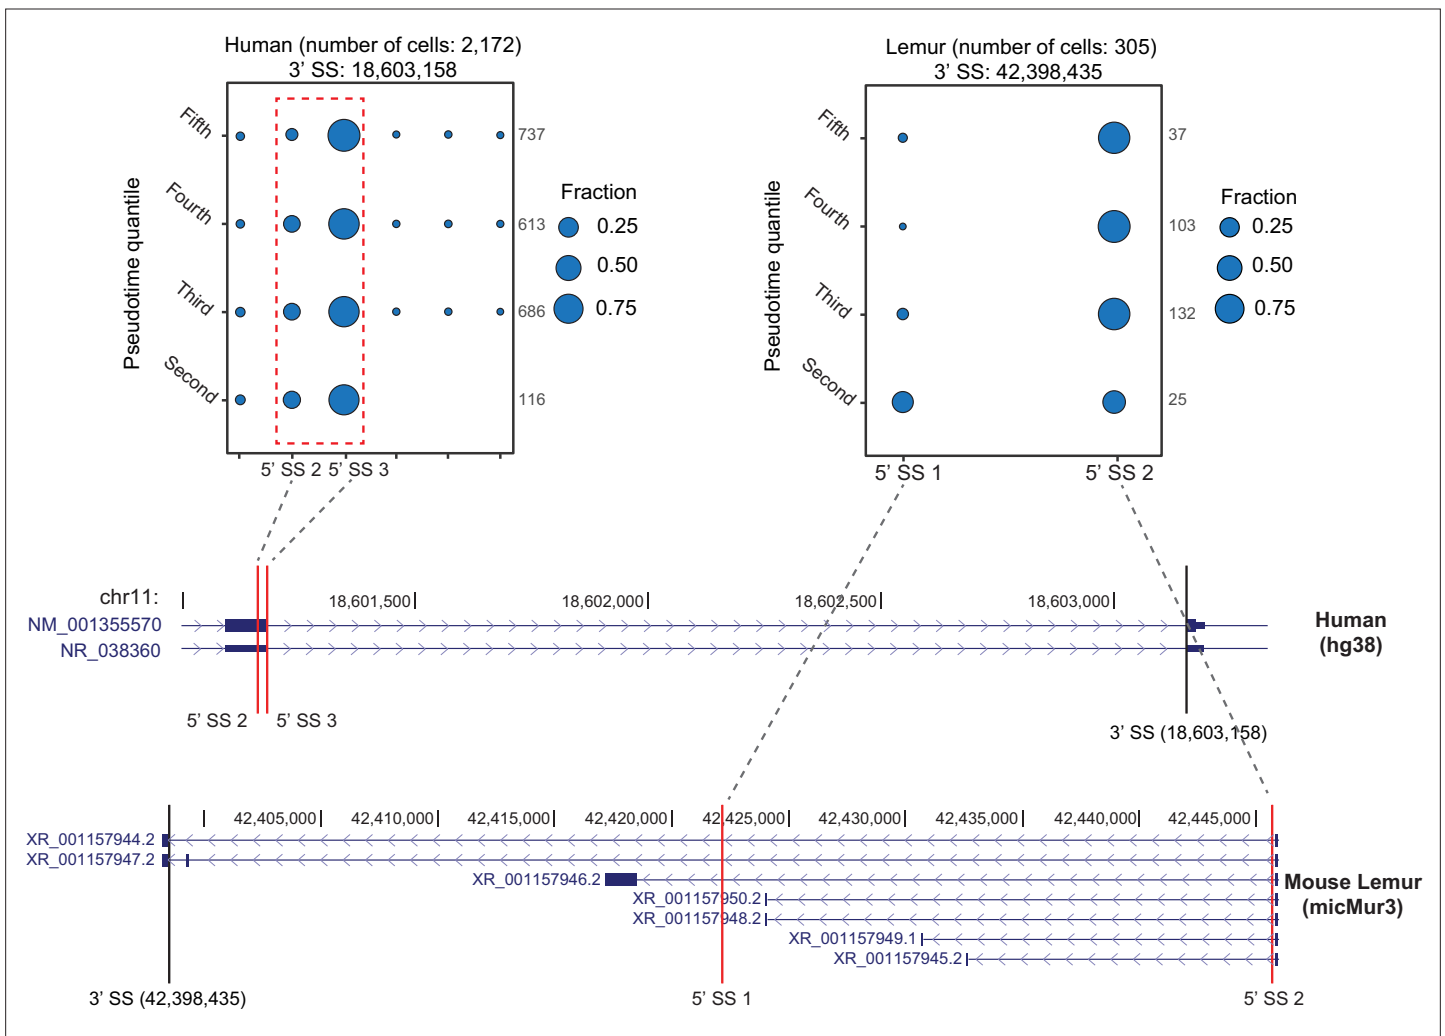 Human (number of cells: 2,172)
3' SS: 18,603,158
Pseudotime quantile
Fifth
737
Fourth
613
Third
686
Second
116
5' SS 2
5' SS 3
Fraction
0.25
0.50
0.75
Lemur (number of cells: 305)
3' SS: 42,398,435
Pseudotime quantile
Fifth
37
Fourth
103
Third
132
Second
25
5' SS 1
5' SS 2
Fraction
0.25
0.50
0.75
chr11:
18,601,500
18,602,000
18,602,500
18,603,000
NM_001355570
NR_038360
Human
(hg38)
5' SS 2
5' SS 3
3' SS (18,603,158)
42,405,000
42,410,000
42,415,000
42,420,000
42,425,000
42,430,000
42,435,000
42,440,000
42,445,000
XR_001157944.2
XR_001157947.2
XR_001157946.2
XR_001157950.2
XR_001157948.2
XR_001157949.1
XR_001157945.2
Mouse Lemur
(micMur3)
3' SS (42,398,435)
5' SS 1
5' SS 2